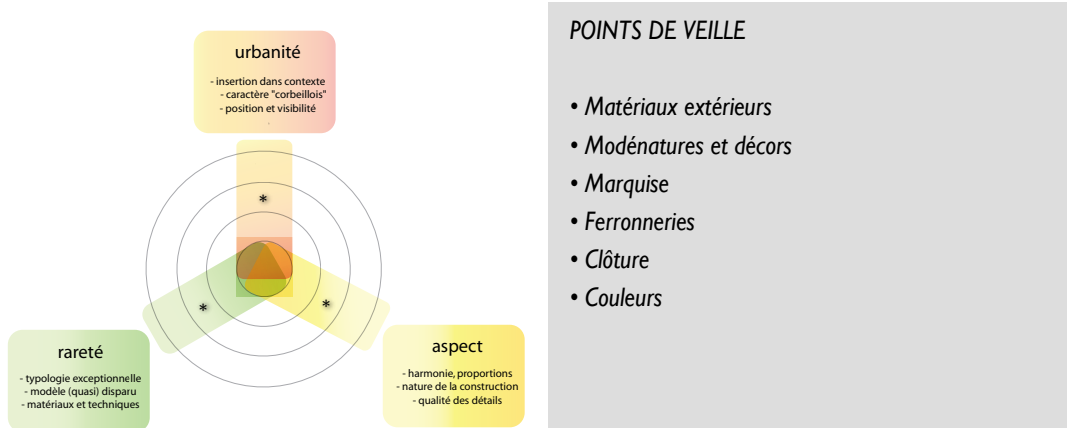 urbanité
- insertion dans contexte
- caractère "corbeillois"
- position et visibilité
*
*
*
rareté
- typologie exceptionnelle
- modèle (quasi) disparu
- matériaux et techniques
aspect
- harmonie, proportions
- nature de la construction
- qualité des détails
POINTS DE VEILLE
• Matériaux extérieurs
• Modénatures et décors
• Marquise
• Ferronneries
• Clôture
• Couleurs